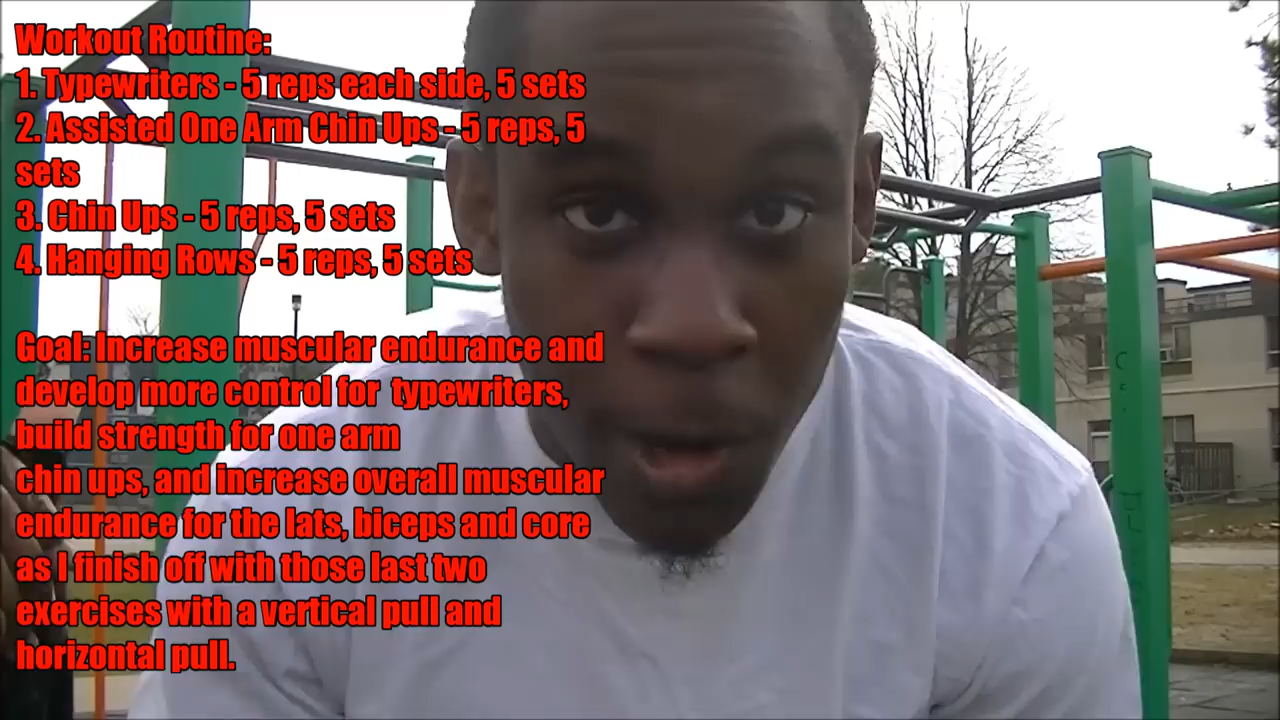 Workout Routine:
1. Typewriters - 5 reps each side, 5 sets
2. Assisted One Arm Chin Ups - 5 reps, 5
sets
3. Chin Ups - 5 reps, 5 sets
4. Hanging Rows - 5 reps, 5 sets
Goal: Increase muscular endurance and
develop more control for  typewriters,
build strength for one arm
chin ups, and increase overall muscular
endurance for the lats, biceps and core
as I finish off with those last two
exercises with a vertical pull and
horizontal pull.